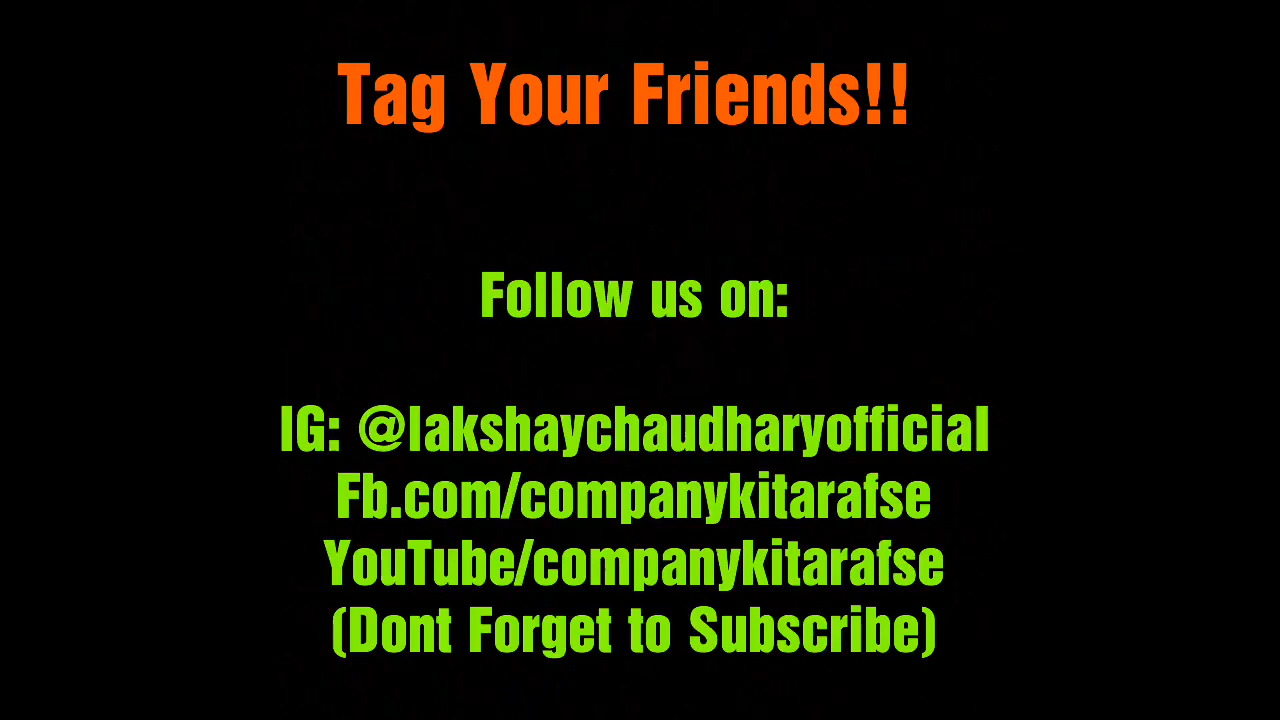 Tag Your Friends!!
Follow us on:
IG: @lakshaychaudharyofficial
Fb.com/companykitarafse
YouTube/companykitarafse
(Dont Forget to Subscribe)